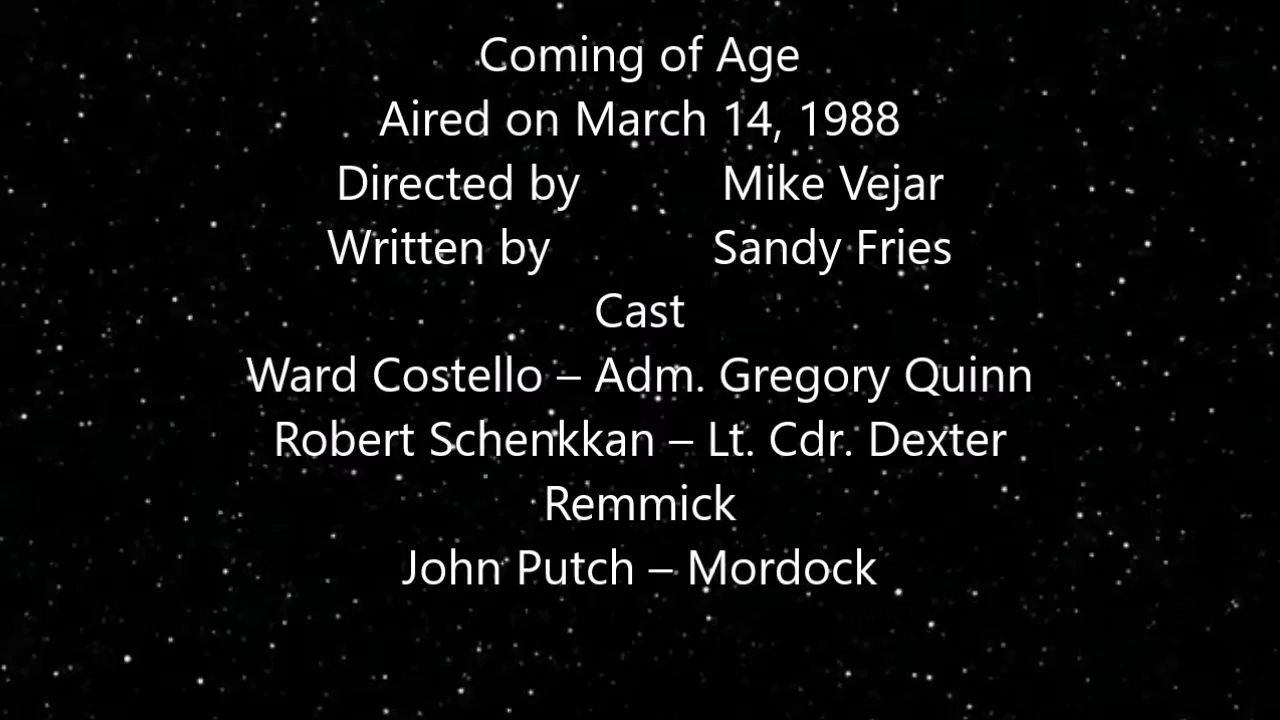 Coming of Age
Aired on March 14, 1988
Directed by Mike Vejar
Written by Sandy Fries
Cast
Ward Costello – Adm. Gregory Quinn
Robert Schenkkan – Lt. Cdr. Dexter
Remmick
John Putch – Mordock